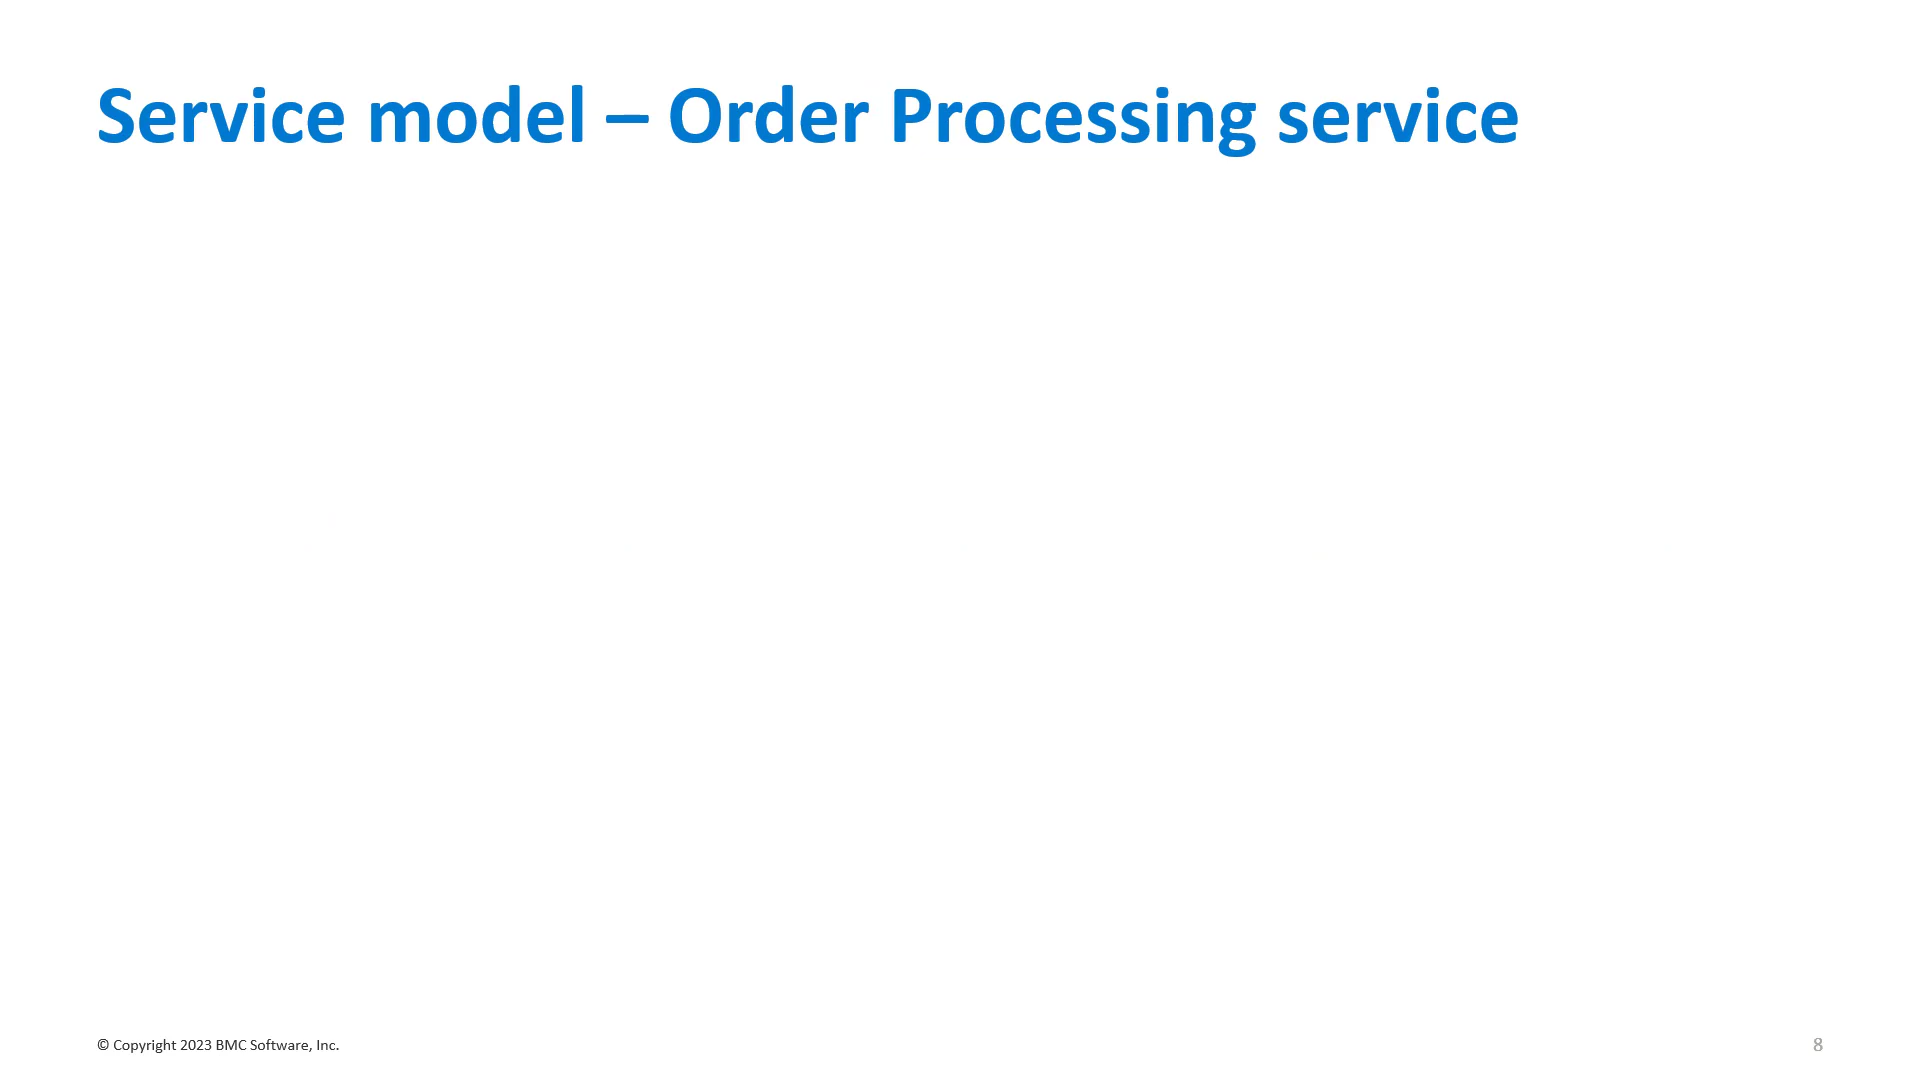 Service model – Order Processing service
© Copyright 2023 BMC Software, Inc.
8